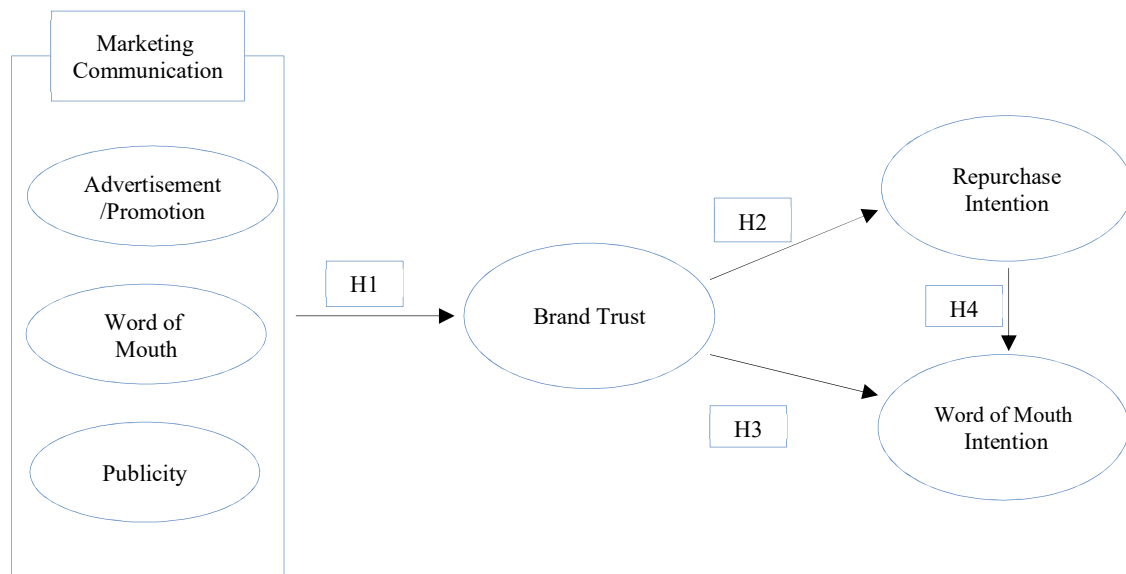 Marketing
Communication
Advertisement
/Promotion
Word of
Mouth
Publicity
H1
Brand Trust
H2
H3
Repurchase
Intention
H4
Word of Mouth
Intention